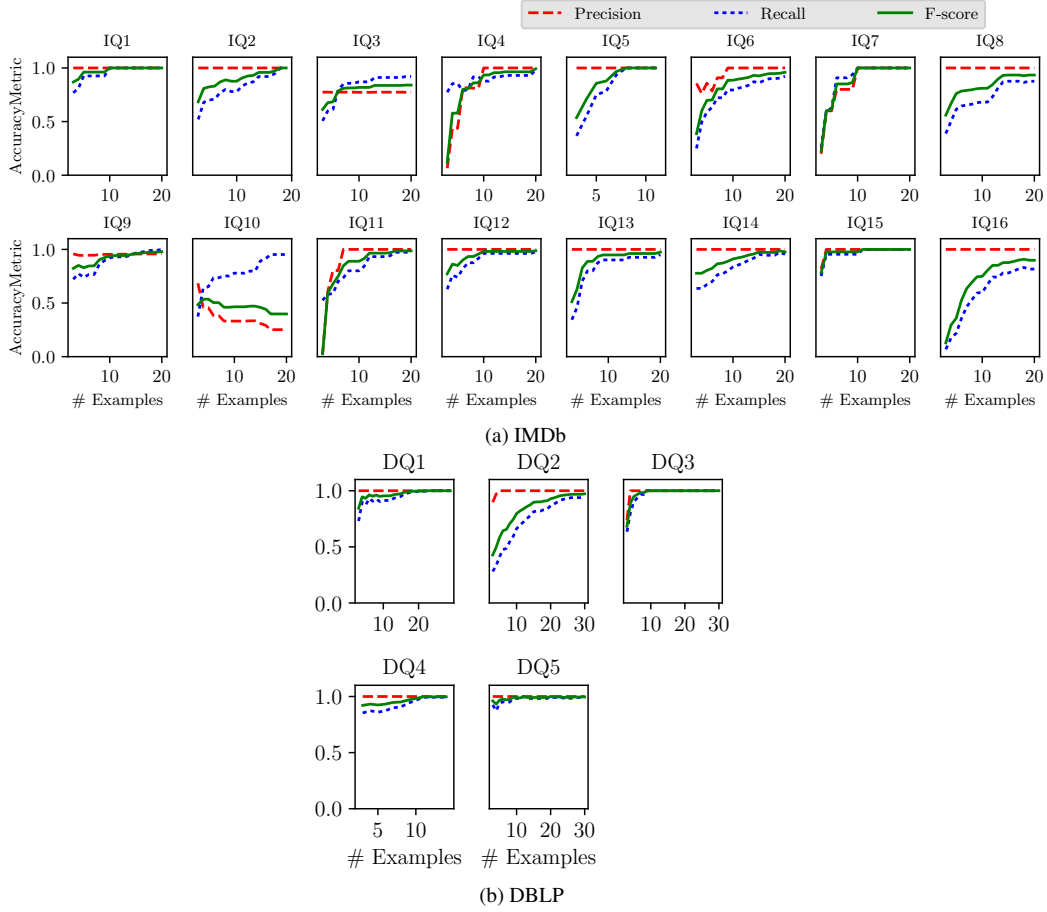 Precision Recall F-score
IQ1 IQ2 IQ3 IQ4 IQ5 IQ6 IQ7 IQ8
AccuracyMetric
1.0
0.5
0.0
10 20 10 20 10 20 10 20 5 10 10 20 10 20 10 20
IQ9 IQ10 IQ11 IQ12 IQ13 IQ14 IQ15 IQ16
AccuracyMetric
1.0
0.5
0.0
10 20 10 20 10 20 10 20 10 20 10 20 10 20 10 20
# Examples # Examples # Examples # Examples # Examples # Examples # Examples # Examples
(a) IMDb
DQ1 DQ2 DQ3
1.0
0.5
0.0
10 20 10 20 30 10 20 30
DQ4 DQ5
1.0
0.5
0.0
5 10 10 20 30
# Examples # Examples
(b) DBLP